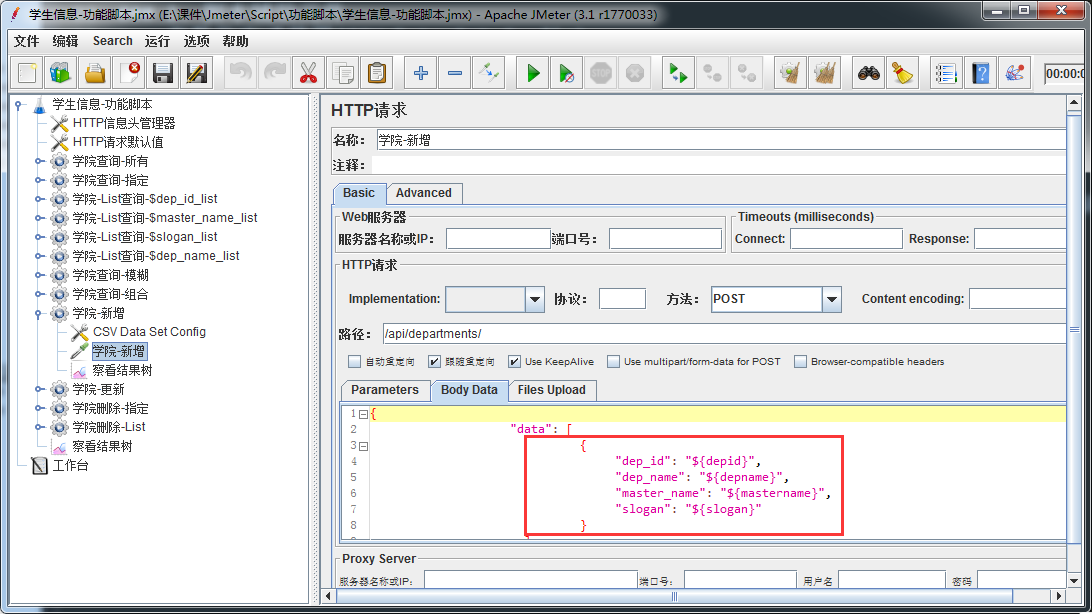 学生信息-功能脚本.jmx (E:\课件\Jmeter\Script\功能脚本\学生信息-功能脚本.jmx) - Apache JMeter (3.1 r1770033)
文件 编辑 Search 运行 选项 帮助
00:00:0
学生信息-功能脚本
HTTP信息头管理器
HTTP请求默认值
学院查询-所有
学院查询-指定
学院-List查询-$dep_id_list
学院-List查询-$master_name_list
学院-List查询-$slogan_list
学院-List查询-$dep_name_list
学院查询-模糊
学院查询-组合
学院-新增
CSV Data Set Config
学院-新增
察看结果树
学院-更新
学院删除-指定
学院删除-List
察看结果树
工作台
HTTP请求
名称： 学院-新增
注释：
Basic Advanced
Web服务器
服务器名称或IP： 端口号：
Timeouts (milliseconds)
Connect: Response:
HTTP请求
Implementation: 协议： 方法： POST Content encoding:
路径： /api/departments/
自动重定向 跟随重定向 Use KeepAlive Use multipart/form-data for POST Browser-compatible headers
Parameters Body Data Files Upload
1 {
2 "data": [
3 {
4 "dep_id": "${depid}",
5 "dep_name": "${depname}",
6 "master_name": "${mastername}",
7 "slogan": "${slogan}"
8 }
Proxy Server
服务器名称或IP： 端口号： 用户名 密码